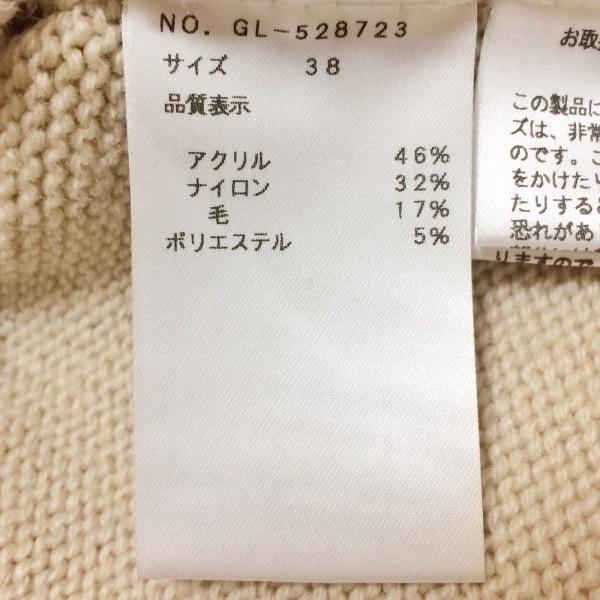 NO. GL-528723
サイズ 38
品質表示
アクリル 46%
ナイロン 32%
毛 17%
ポリエステル 5%
お取
この製品に
ズは、非常
のです。こ
をかけたり
たりすると
恐れがあ
りますので